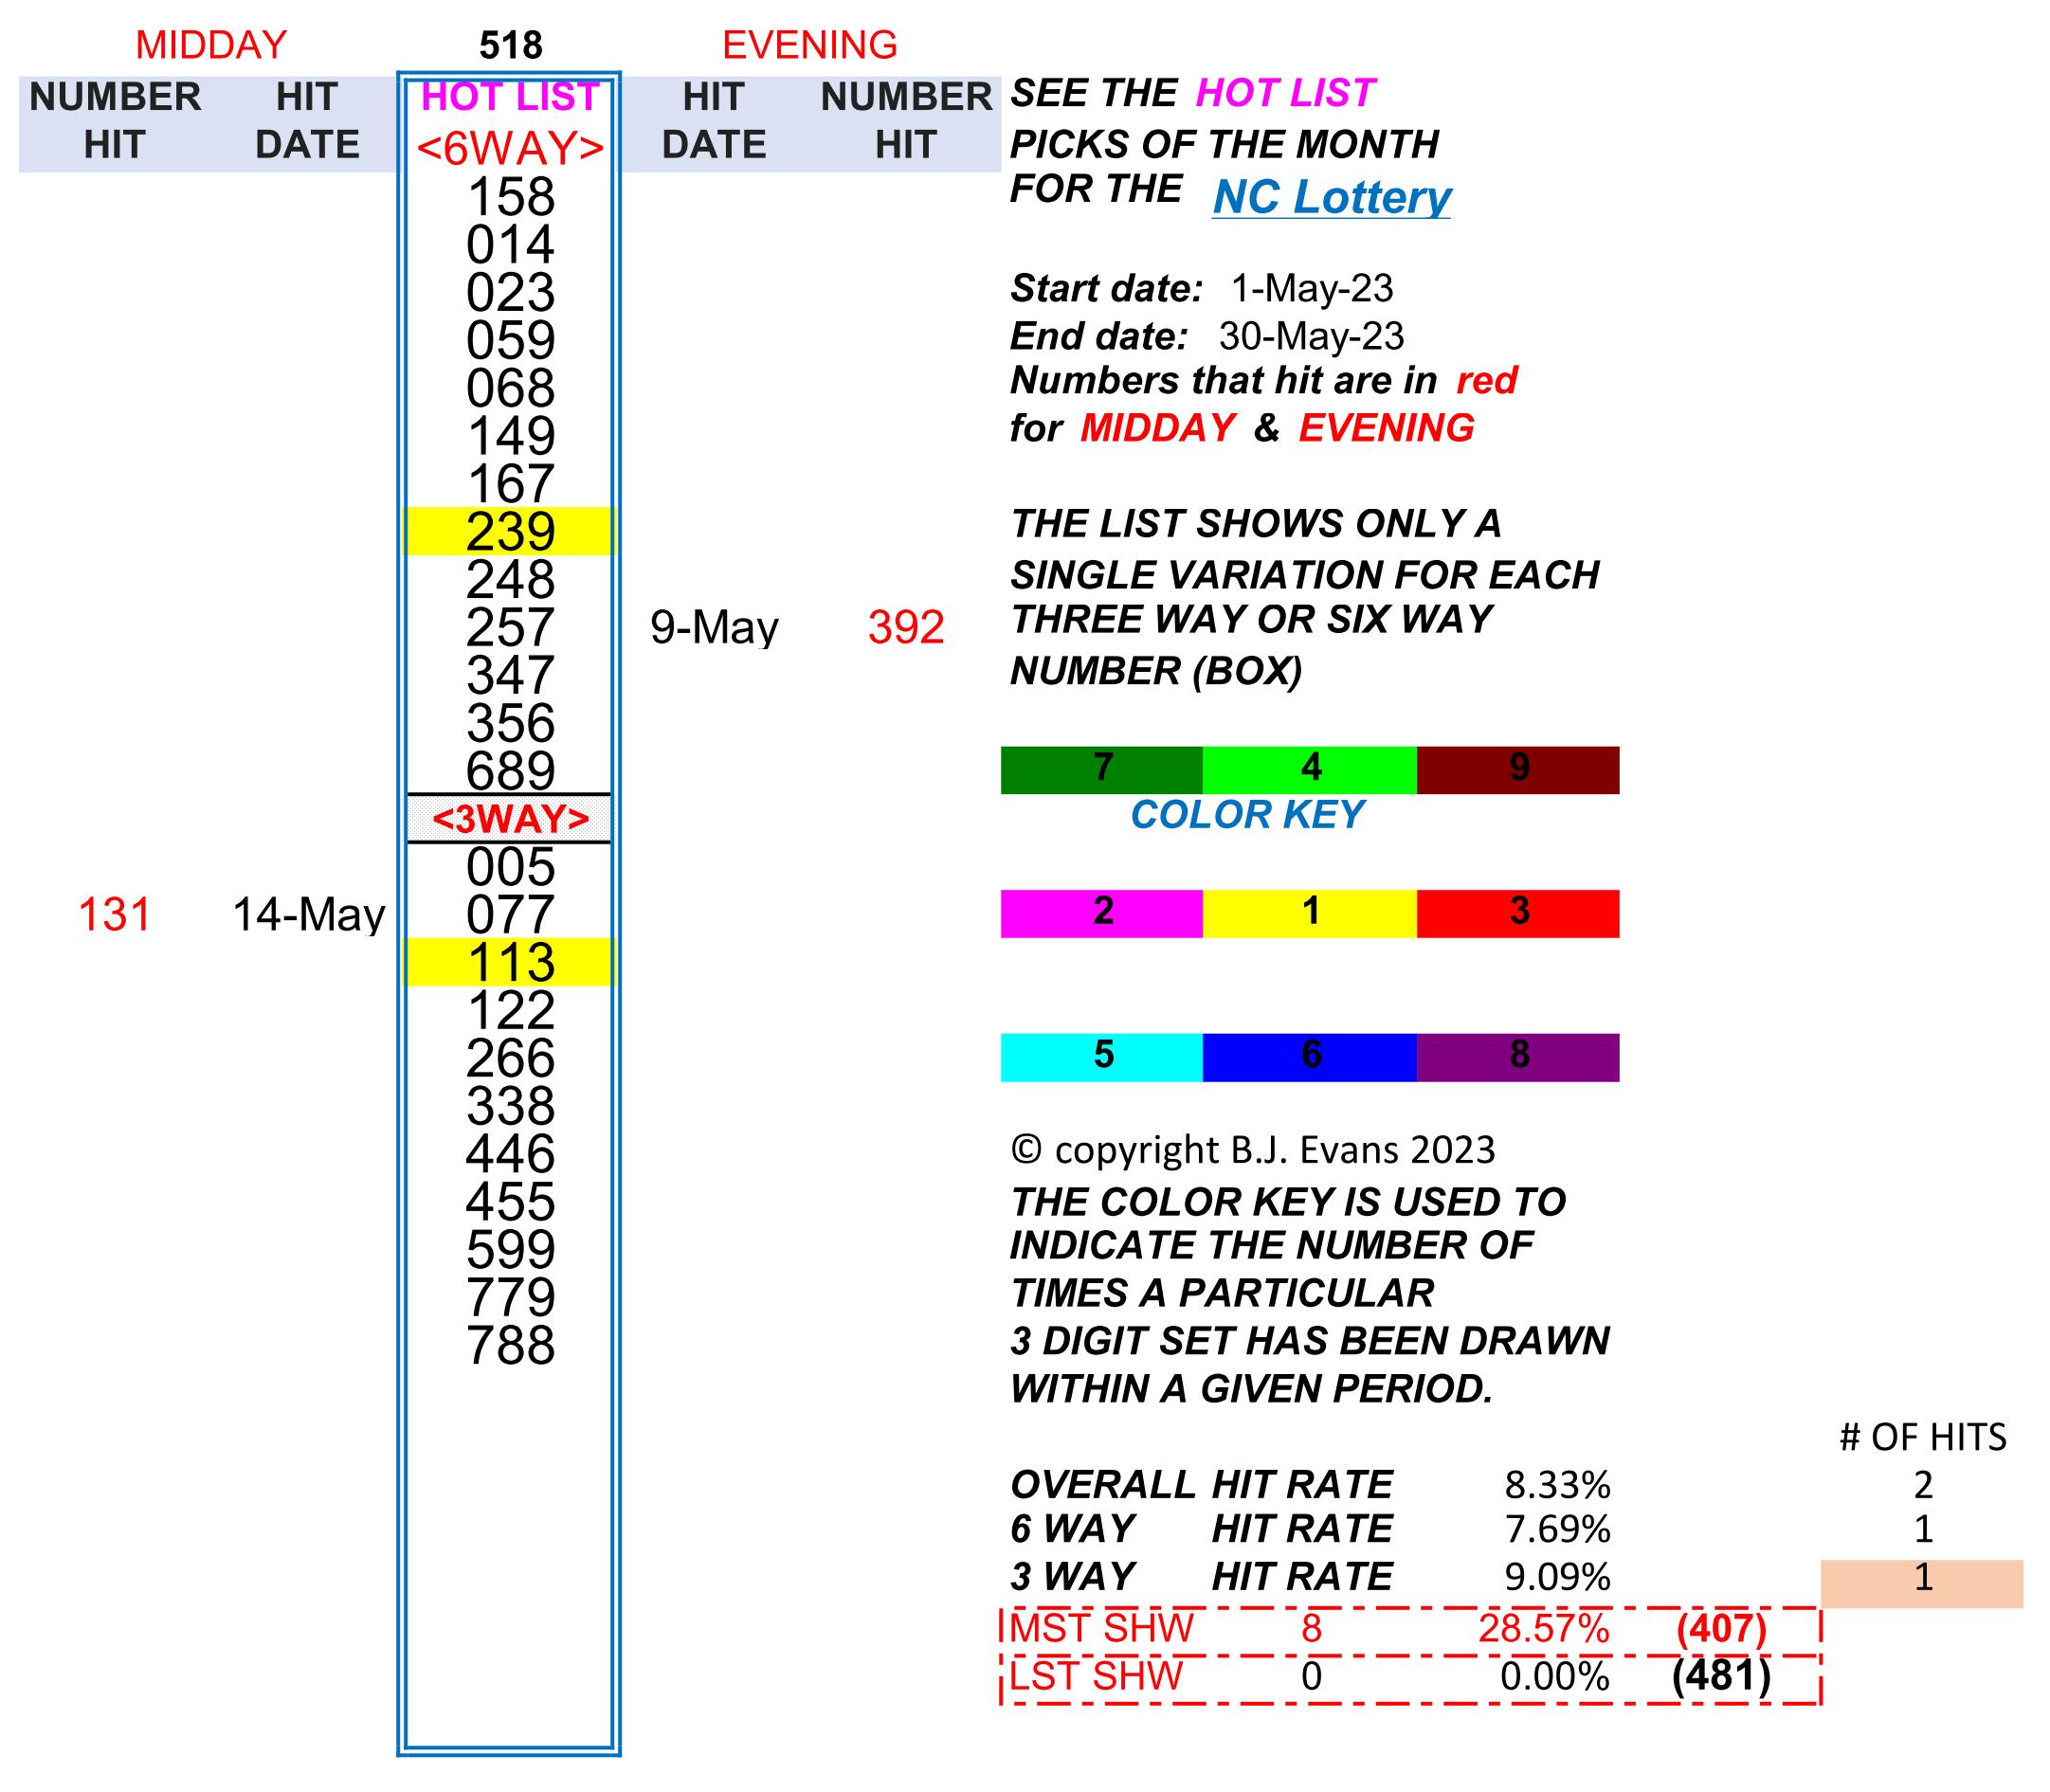 MIDDAY 518 EVENING
NUMBER HIT HOT LIST HIT NUMBER SEE THE HOT LIST
HIT DATE <6WAY> DATE HIT PICKS OF THE MONTH
158 FOR THE NC Lottery
014
023 Start date: 1-May-23
059 End date: 30-May-23
068 Numbers that hit are in red
149 for MIDDAY & EVENING
167
239 THE LIST SHOWS ONLY A
248 SINGLE VARIATION FOR EACH
257 9-May 392 THREE WAY OR SIX WAY
347 NUMBER (BOX)
356
689 7 4 9
<3WAY> COLOR KEY
005
131 14-May 077 2 1 3
113
122
266 5 6 8
338
446 © copyright B.J. Evans 2023
455 THE COLOR KEY IS USED TO
599 INDICATE THE NUMBER OF
779 TIMES A PARTICULAR
788 3 DIGIT SET HAS BEEN DRAWN
WITHIN A GIVEN PERIOD.
# OF HITS
OVERALL HIT RATE 8.33% 2
6 WAY HIT RATE 7.69% 1
3 WAY HIT RATE 9.09% 1
MST SHW 8 28.57% (407)
LST SHW 0 0.00% (481)